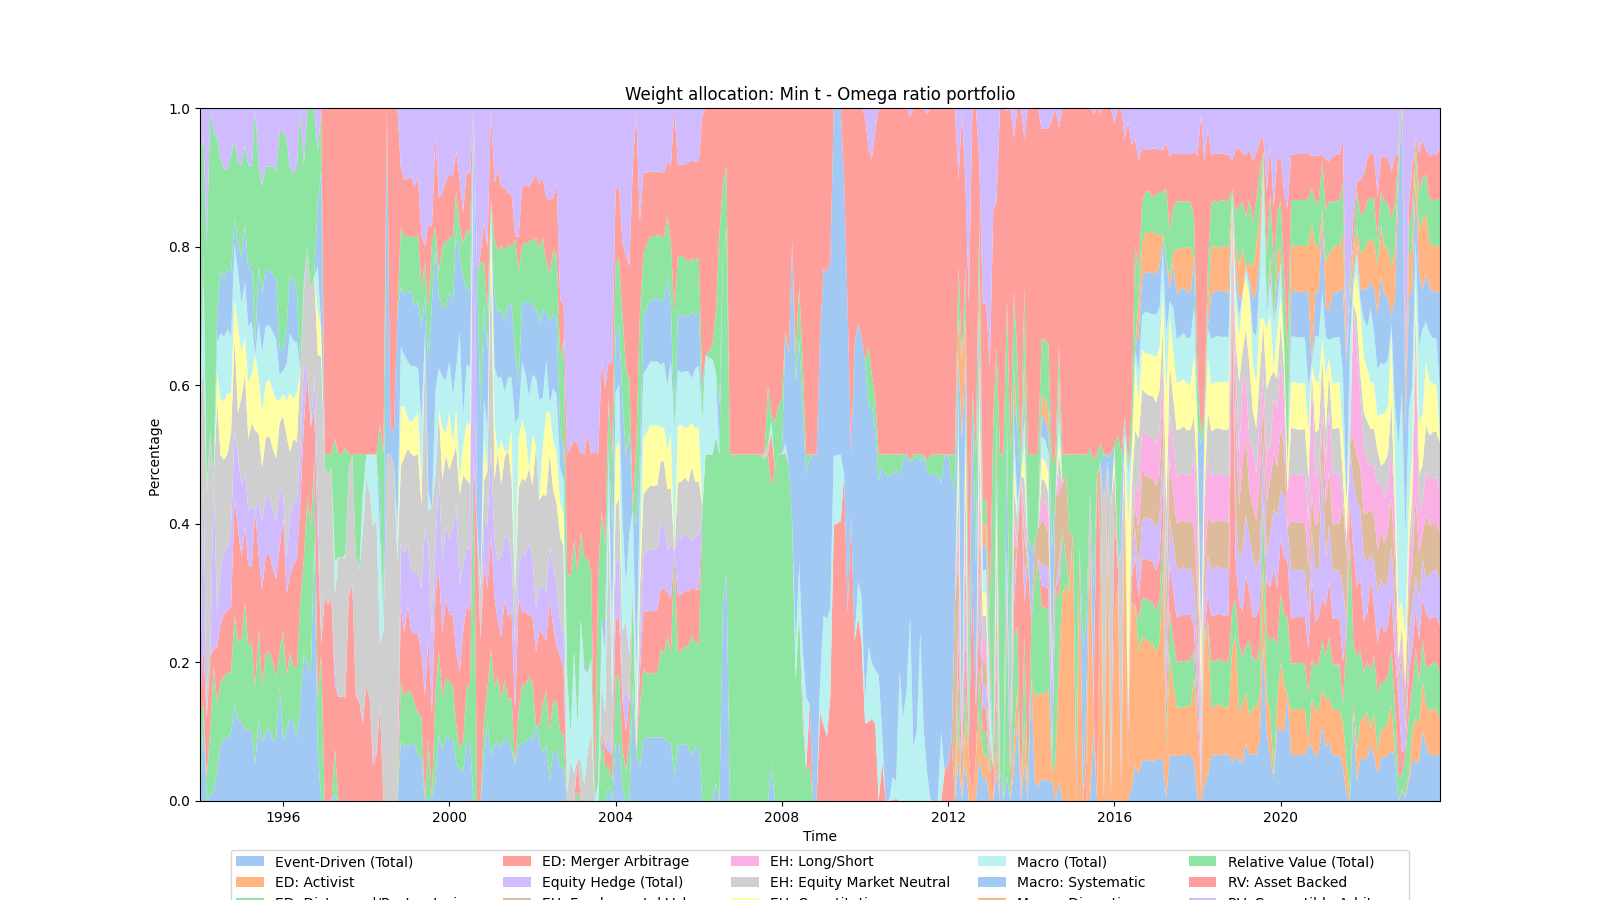 Weight allocation: Min t - Omega ratio portfolio
1.0
0.8
0.6
0.4
0.2
0.0
Percentage
1996 2000 2004 2008 2012 2016 2020
Time
Event-Driven (Total) ED: Merger Arbitrage EH: Long/Short Macro (Total) Relative Value (Total)
ED: Activist Equity Hedge (Total) EH: Equity Market Neutral Macro: Systematic RV: Asset Backed